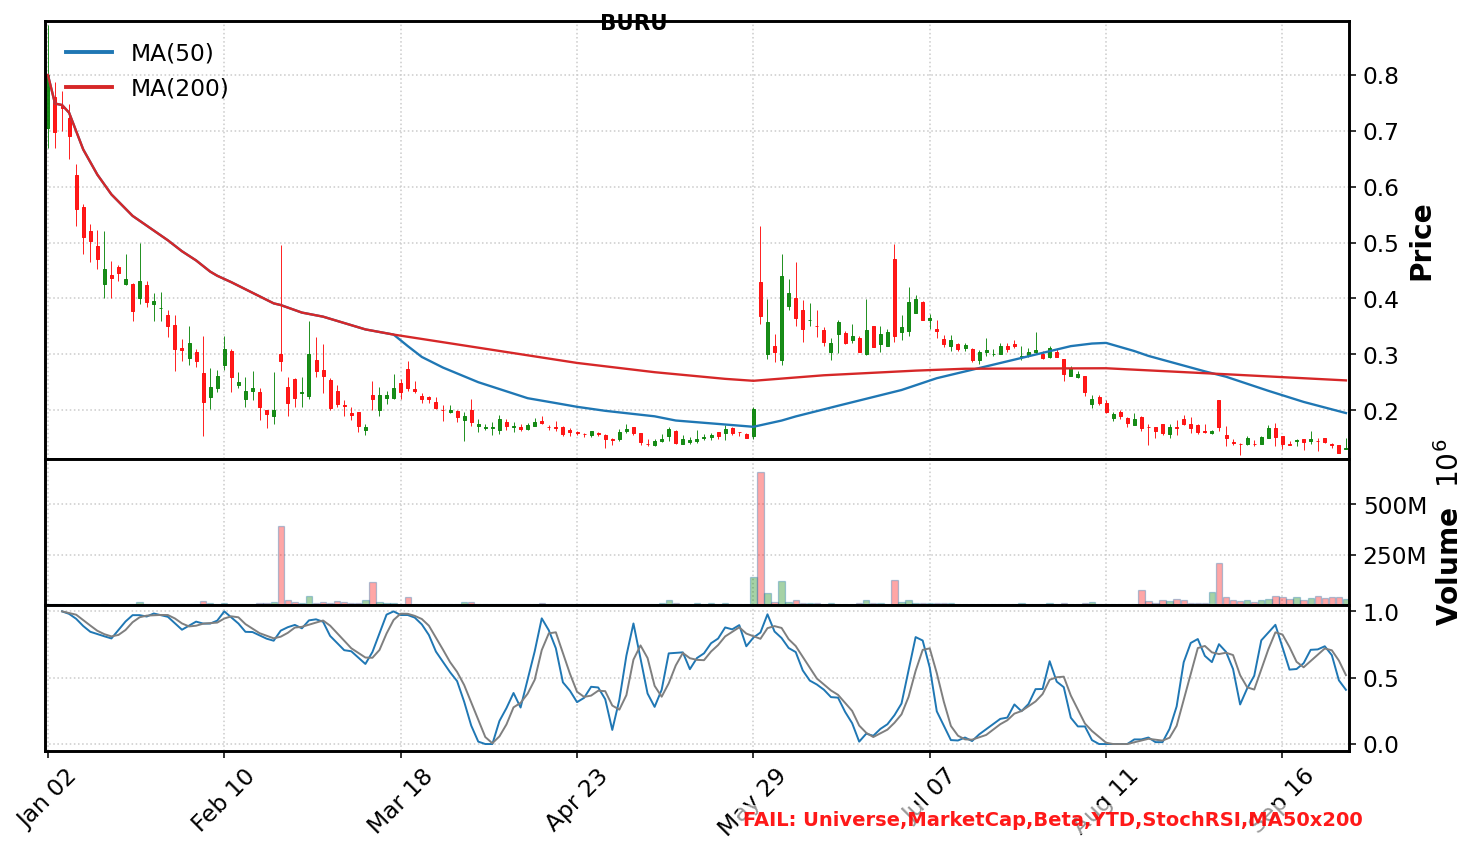 BURU
MA(50)
MA(200)
0.8
0.7
0.6
0.5
0.4
0.3
0.2
Price
500M
250M
Volume 10⁶
1.0
0.5
0.0
Jan 02
Feb 10
Mar 18
Apr 23
May 29
Jul 07
Aug 11
Sep 16
FAIL: Universe,MarketCap,Beta,YTD,StochRSI,MA50x200